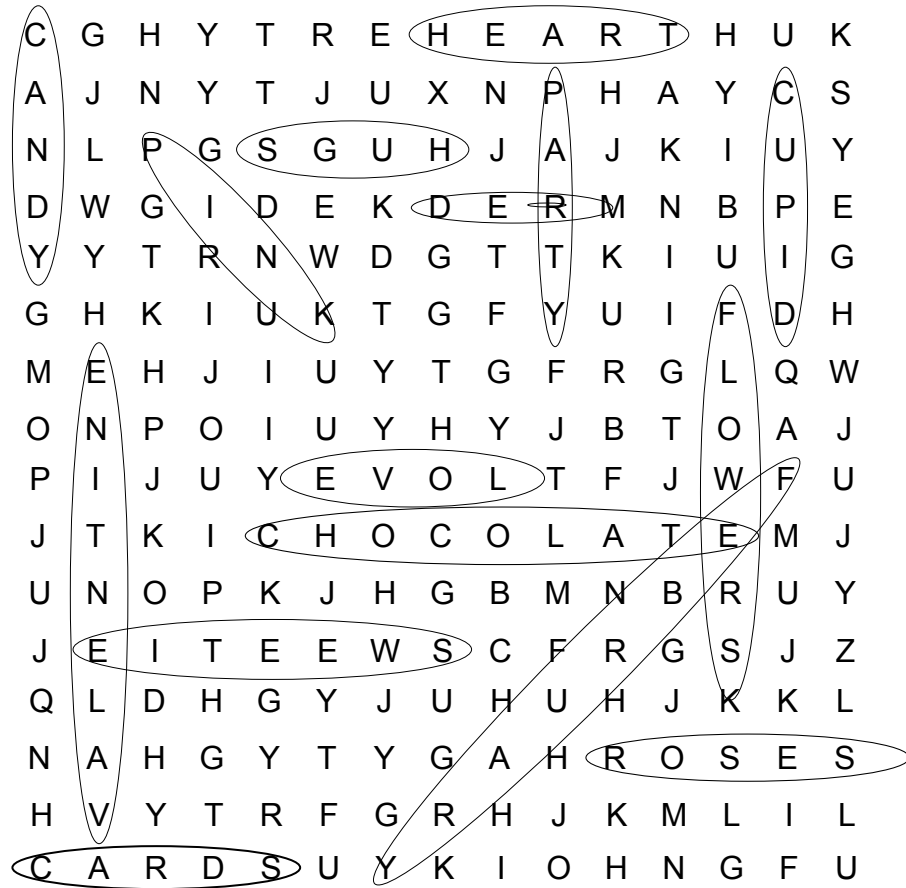 C G H Y T R E H E A R T H U K
A J N Y T J U X N P H A Y C S
N L P G S G U H J A J K I U Y
D W G I D E K D E R M N B P E
Y Y T R N W D G T T K I U I G
G H K I U K T G F Y U I F D H
M E H J I U Y T G F R G L Q W
O N P O I U Y H Y J B T O A J
P I J U Y E V O L T F J W F U
J T K I C H O C O L A T E M J
U N O P K J H G B M N B R U Y
J E I T E E W S C F R G S J Z
Q L D H G Y J U H U H J K K L
N A H G Y T Y G A H R O S E S
H V Y T R F G R H J K M L I L
C A R D S U Y K I O H N G F U